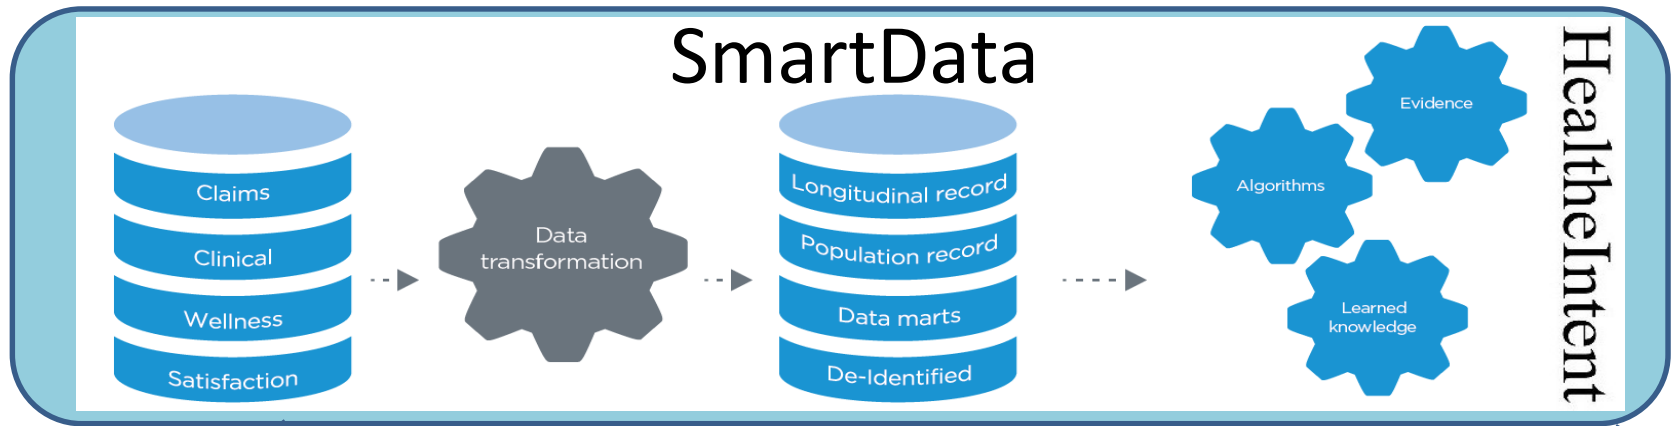 SmartData
Claims
Clinical
Wellness
Satisfaction
Data
transformation
Longitudinal record
Population record
Data marts
De-Identified
Evidence
Algorithms
Learned
knowledge
HealtheIntent